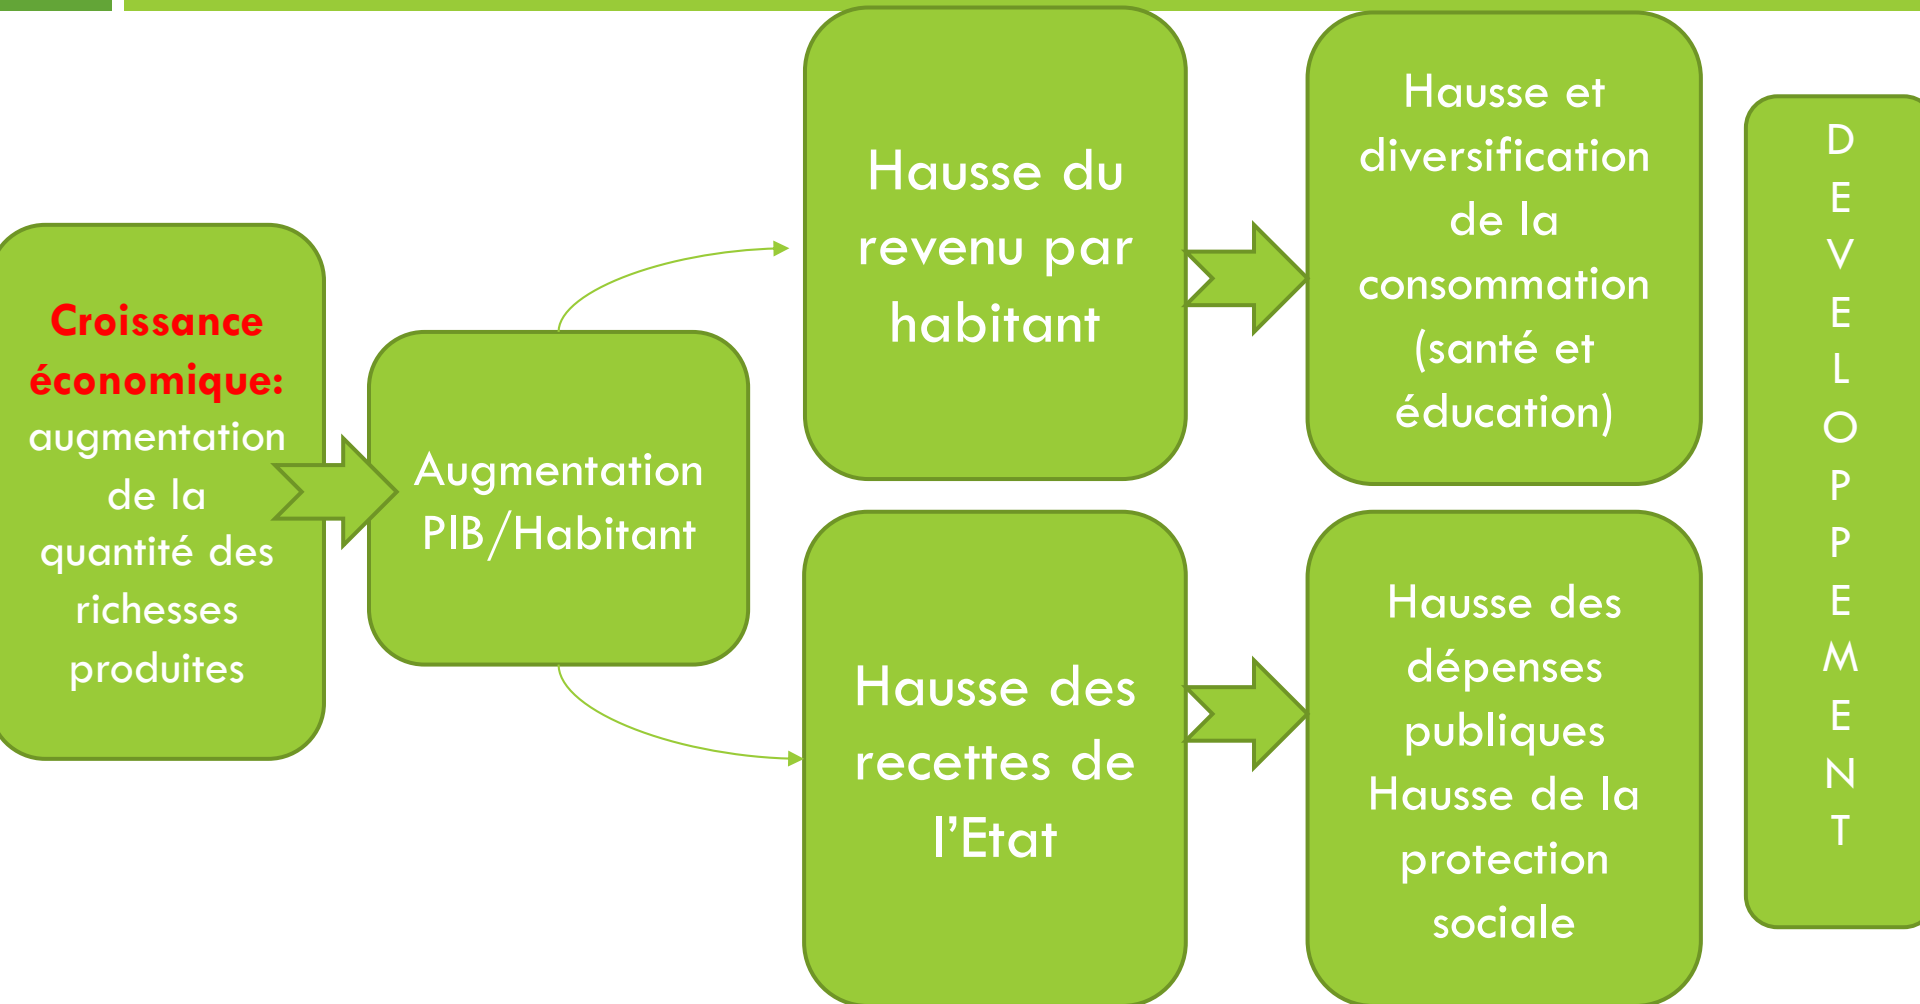 Croissance
économique:
augmentation
de la
quantité des
richesses
produites
Augmentation
PIB/Habitant
Hausse du
revenu par
habitant
Hausse et
diversification
de la
consommation
(santé et
éducation)
Hausse des
recettes de
l’Etat
Hausse des
dépenses
publiques
Hausse de la
protection
sociale
D
E
V
E
L
O
P
P
E
M
E
N
T